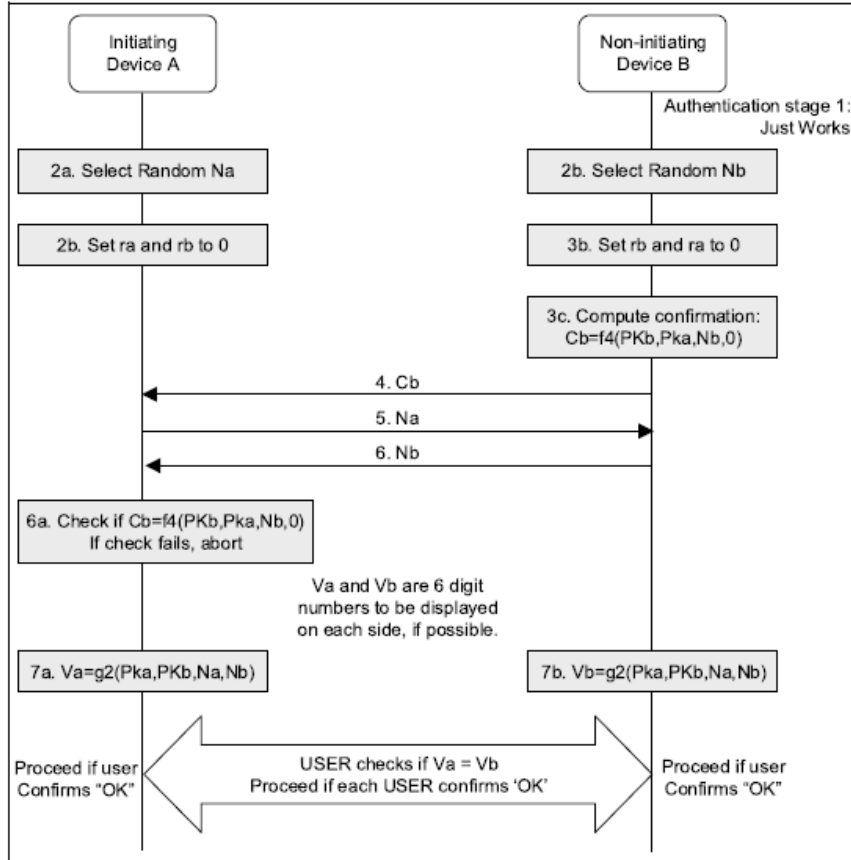 Initiating
Device A
Non-initiating
Device B
Authentication stage 1:
Just Works
2a. Select Random Na
2b. Select Random Nb
2b. Set ra and rb to 0
3b. Set rb and ra to 0
3c. Compute confirmation:
Cb=f4(PKb,Pka,Nb,0)
4. Cb
5. Na
6. Nb
6a. Check if Cb=f4(PKb,Pka,Nb,0)
If check fails, abort
Va and Vb are 6 digit
numbers to be displayed
on each side, if possible.
7a. Va=g2(Pka,PKb,Na,Nb)
7b. Vb=g2(Pka,PKb,Na,Nb)
Proceed if user
Confirms “OK”
USER checks if Va = Vb
Proceed if each USER confirms ‘OK’
Proceed if user
Confirms “OK”